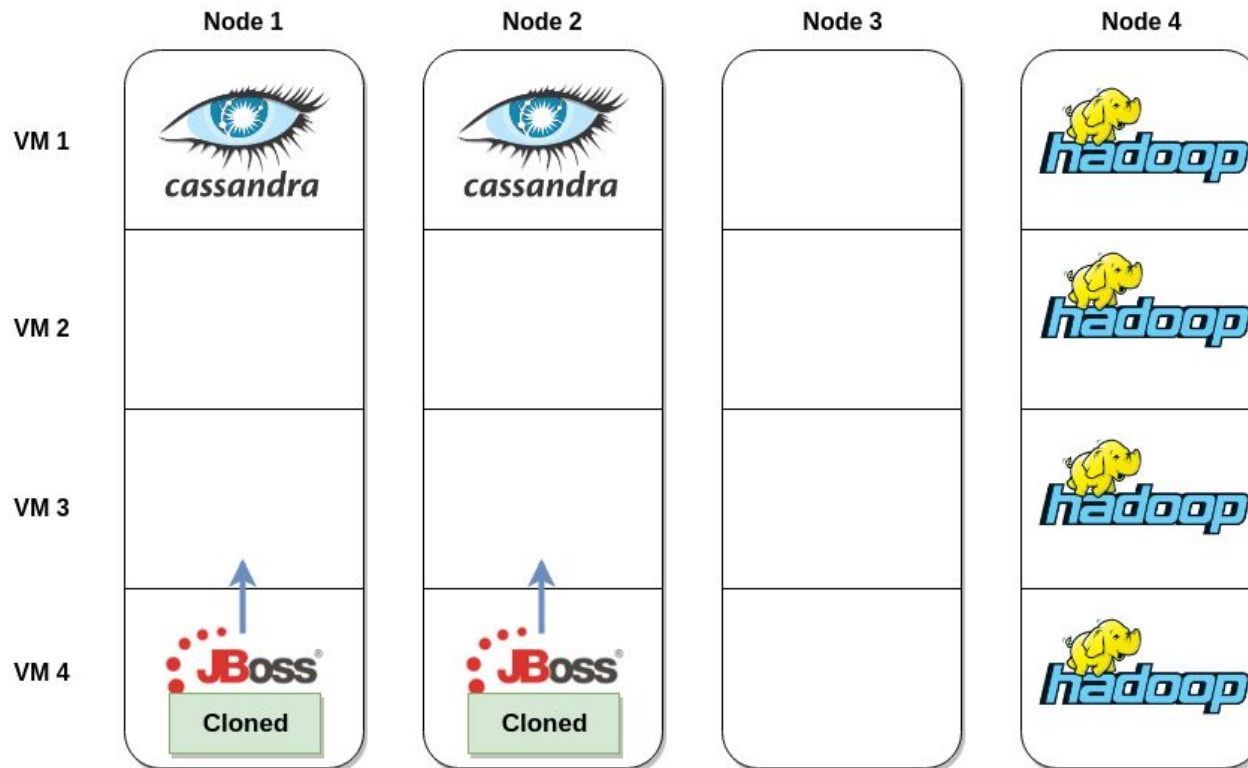 Node 1
Node 2
Node 3
Node 4
VM 1
cassandra
cassandra
hadoop
VM 2
hadoop
VM 3
hadoop
VM 4
JBoss®
JBoss®
hadoop
Cloned
Cloned